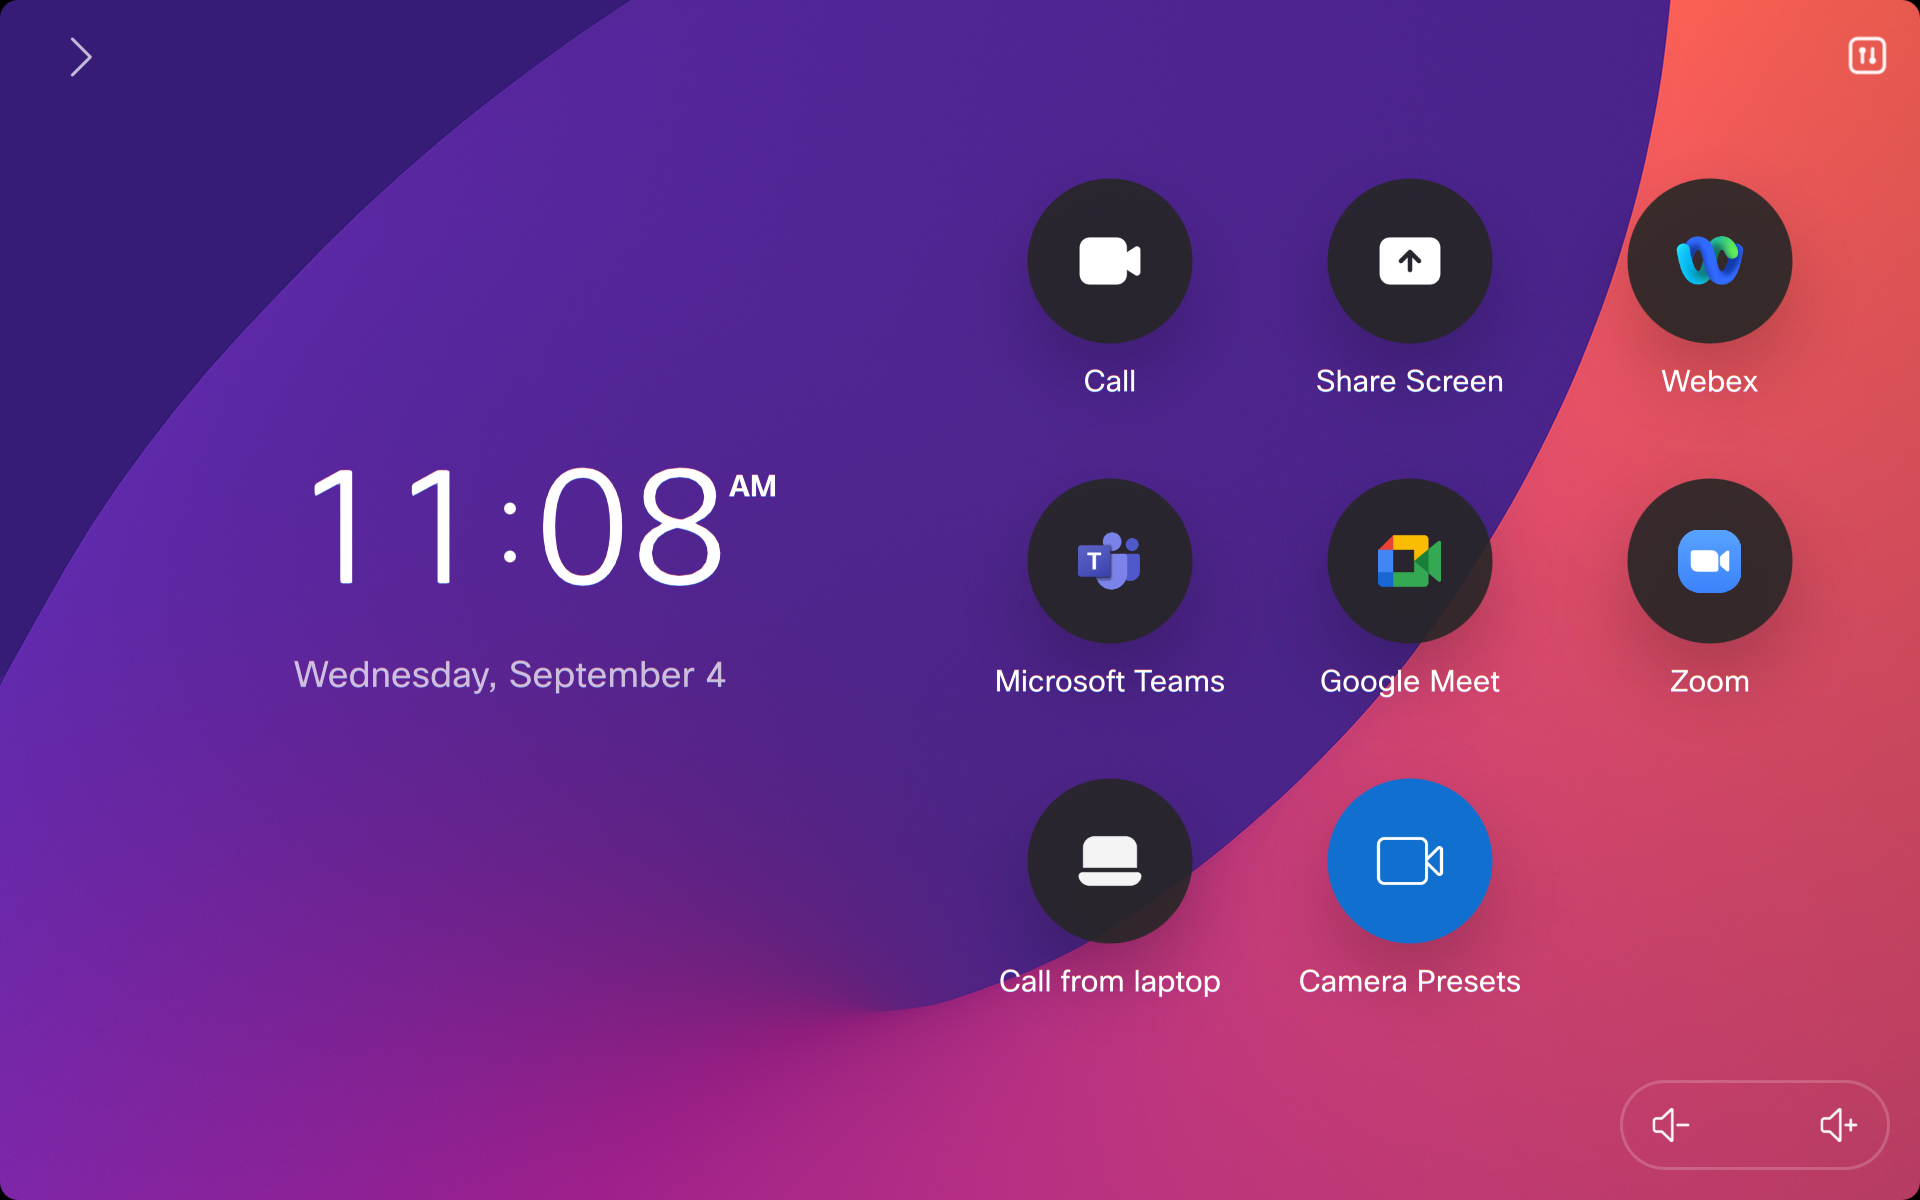 11:08 AM
Wednesday, September 4
Call
Share Screen
Webex
T
Microsoft Teams
Google Meet
Zoom
Call from laptop
Camera Presets